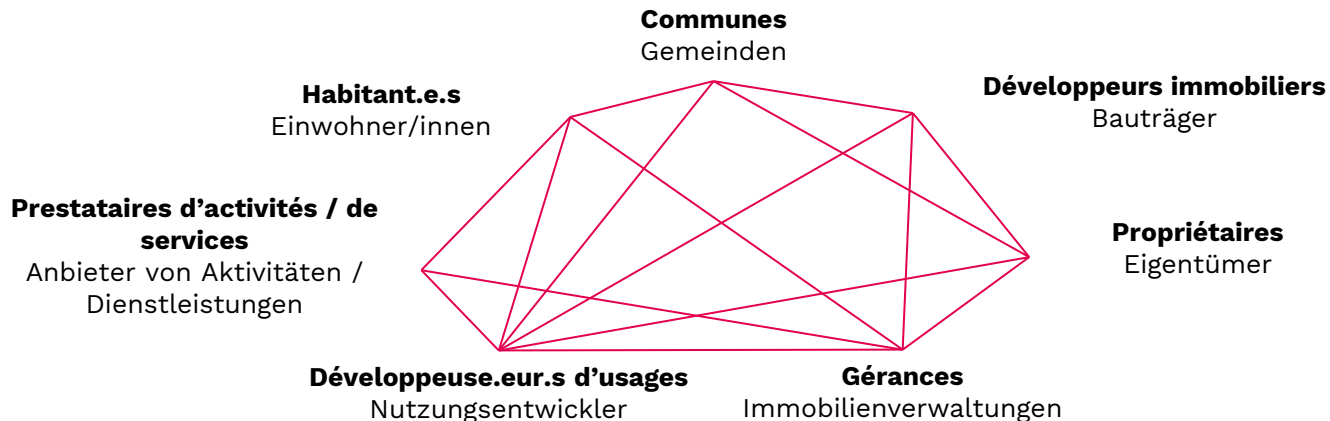 Communes
Gemeinden
Habitant.e.s
Einwohner/innen
Développeurs immobiliers
Bauträger
Prestataires d’activités / de
services
Anbieter von Aktivitäten /
Dienstleistungen
Propriétaires
Eigentümer
Développeuse.eur.s d’usages
Nutzungsentwickler
Gérances
Immobilienverwaltungen